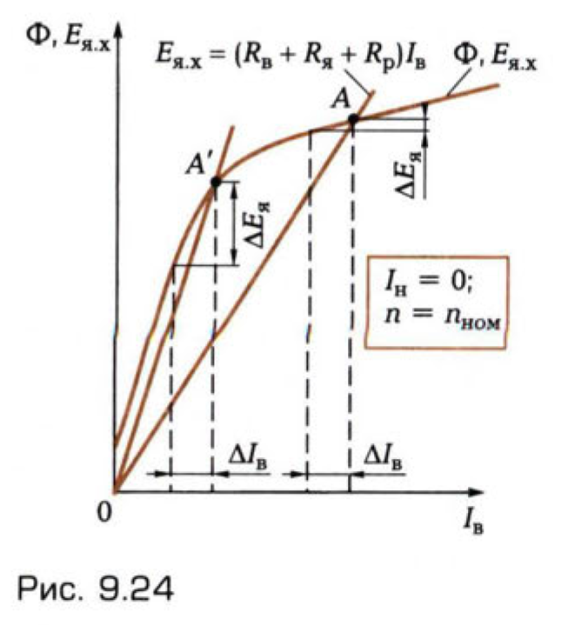 Φ, Eя.х
Eя.х = (Rв + Rя + Rр)Iв
Φ, Eя.х
A
A′
ΔEя
ΔEя
Iн = 0;
n = nном
ΔIв
ΔIв
0
Iв
Рис. 9.24